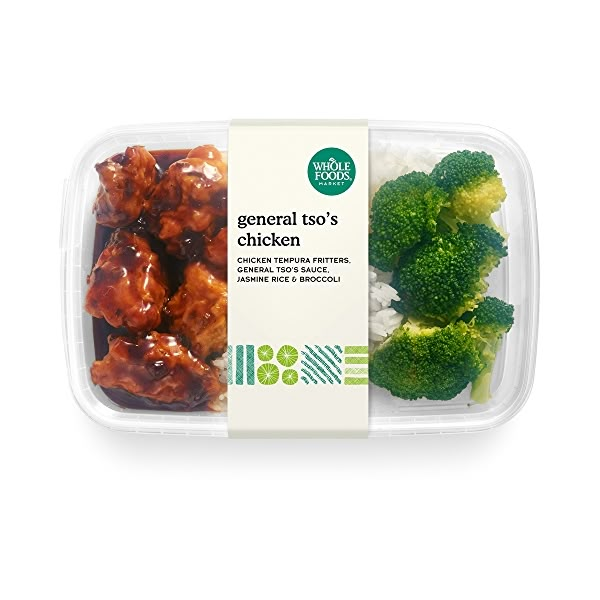 WHOLE
FOODS
MARKET
general tso's
chicken
CHICKEN TEMPURA FRITTERS,
GENERAL TSO'S SAUCE,
JASMINE RICE & BROCCOLI